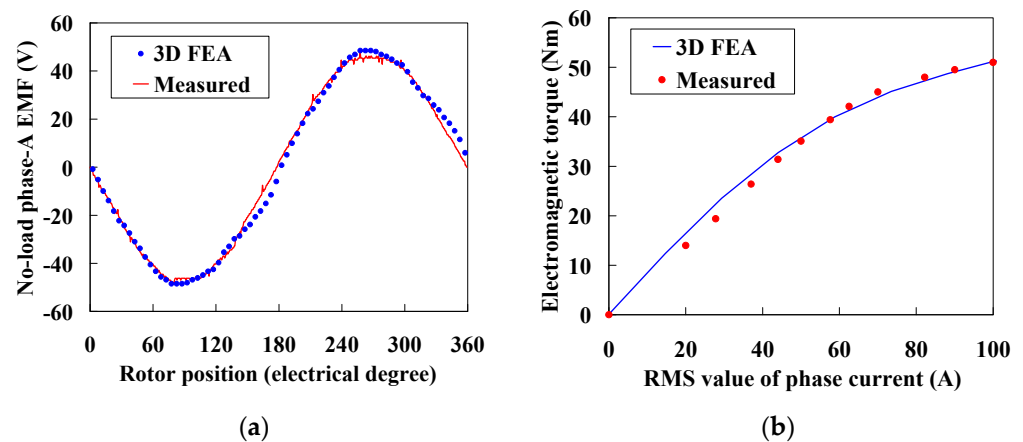 No-load phase-A EMF (V)
60
40
20
0
-20
-40
-60
3D FEA
Measured
0 60 120 180 240 300 360
Rotor position (electrical degree)
(a)
Electromagnetic torque (Nm)
60
50
40
30
20
10
0
3D FEA
Measured
0 20 40 60 80 100
RMS value of phase current (A)
(b)